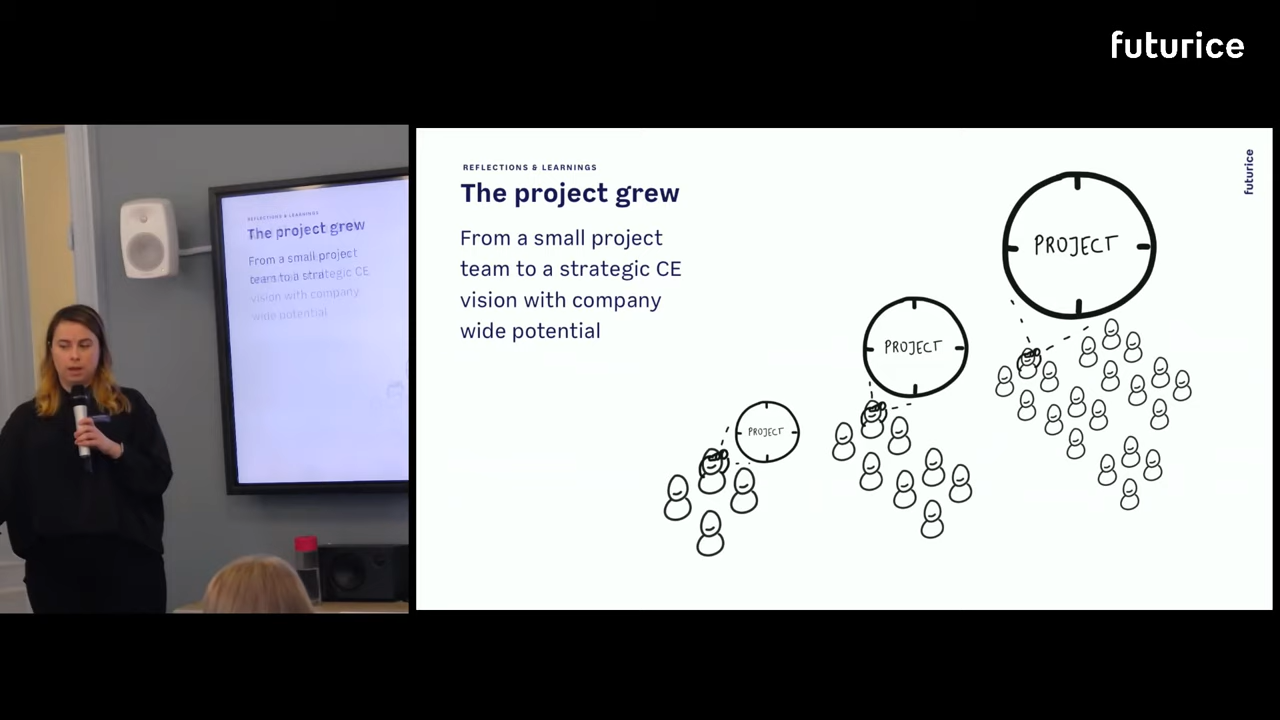 futurice
REFLECTIONS & LEARNINGS
The project grew
From a small project
team to a strategic CE
vision with company
wide potential
futurice
PROJECT
PROJECT
PROJECT
REFLECTIONS & LEARNINGS
The project grew
From a small project
team to a strategic CE
vision with company
wide potential